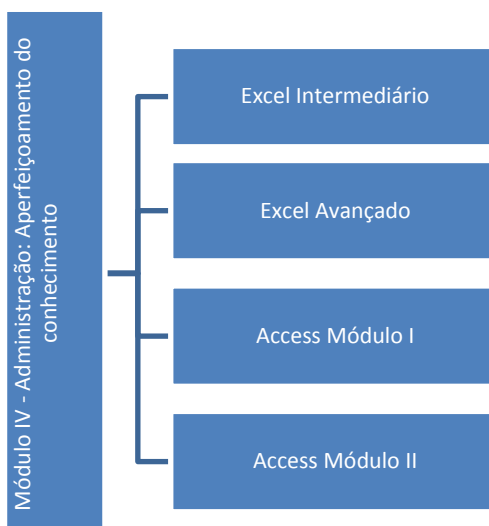 Módulo IV - Administração: Aperfeiçoamento do
conhecimento
Excel Intermediário
Excel Avançado
Access Módulo I
Access Módulo II